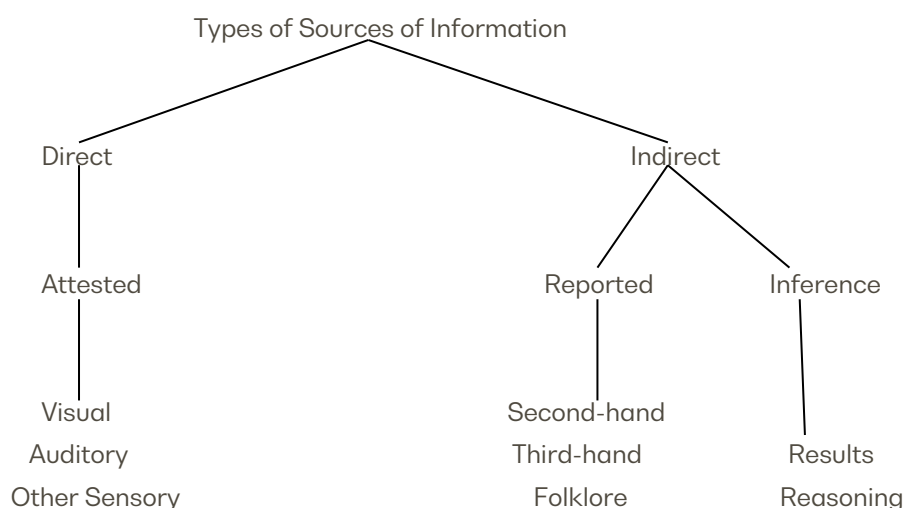 Types of Sources of Information
Direct
Indirect
Attested
Reported
Inference
Visual
Second-hand
Auditory
Third-hand
Results
Other Sensory
Folklore
Reasoning